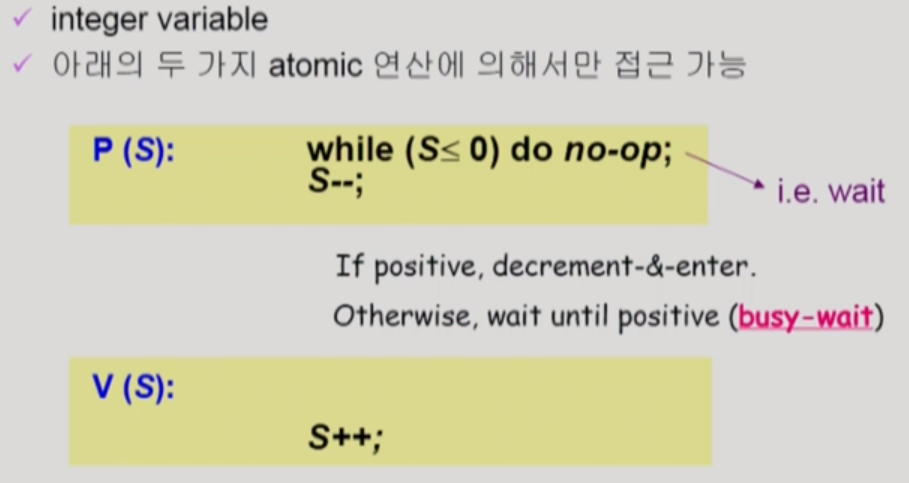 ✓ integer variable
✓ 아래의 두 가지 atomic 연산에 의해서만 접근 가능
P (S): while (S≤ 0) do no-op;
S--;
i.e. wait
If positive, decrement-&-enter.
Otherwise, wait until positive (busy-wait)
V (S):
S++;